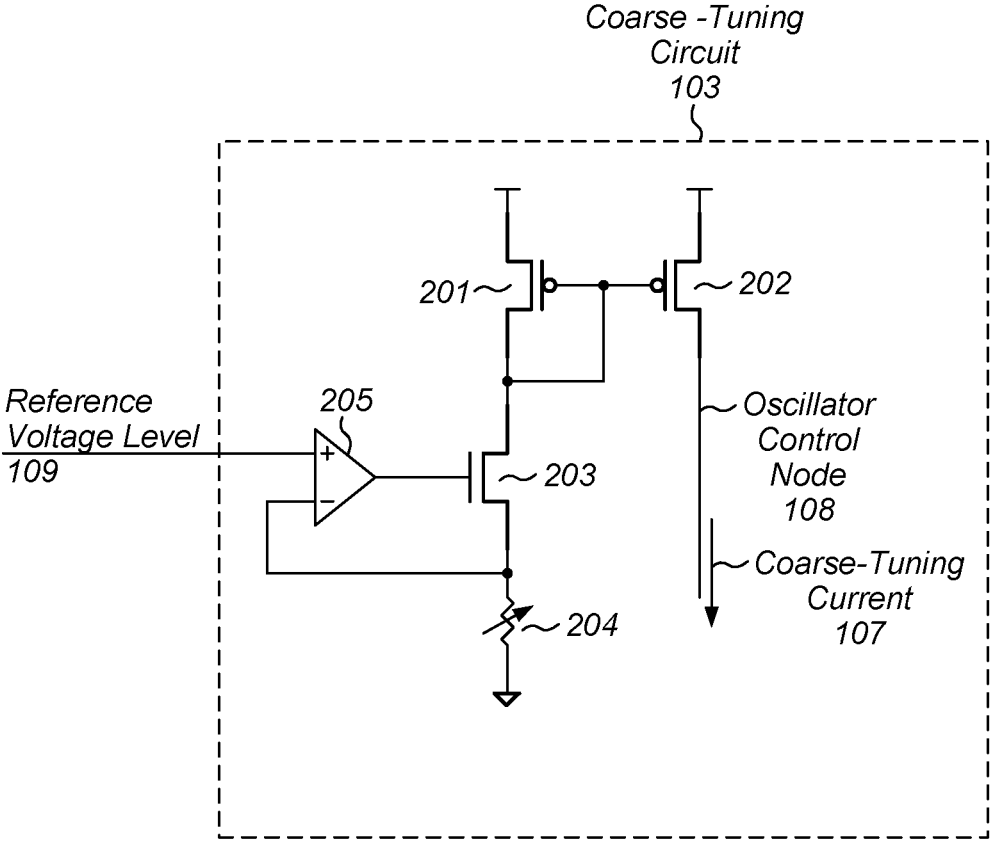 Coarse -Tuning
Circuit
103
201
202
Reference
Voltage Level
109
205
+
−
203
Oscillator
Control
Node
108
Coarse-Tuning
Current
107
204